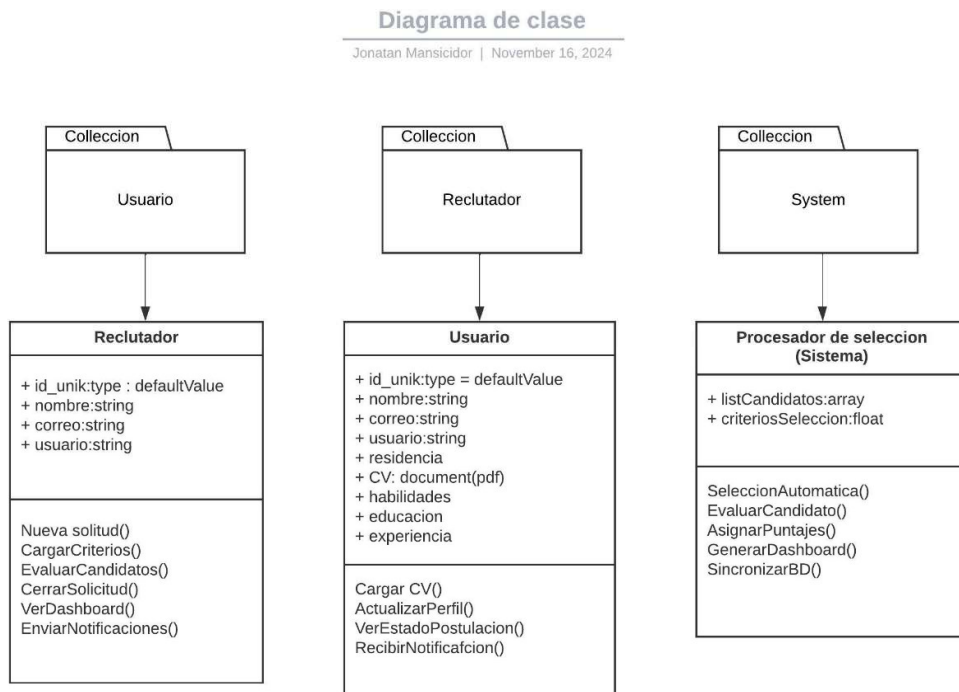 Diagrama de clase
Jonatan Mansicidor | November 16, 2024
Colleccion
Usuario
Colleccion
Reclutador
Colleccion
System
Reclutador
+ id_unik:type : defaultValue
+ nombre:string
+ correo:string
+ usuario:string
Nueva solitud()
CargarCriterios()
EvaluarCandidatos()
CerrarSolicitud()
VerDashboard()
EnviarNotificaciones()
Usuario
+ id_unik:type = defaultValue
+ nombre:string
+ correo:string
+ usuario:string
+ residencia
+ CV: document(pdf)
+ habilidades
+ educacion
+ experiencia
Cargar CV()
ActualizarPerfil()
VerEstadoPostulacion()
RecibirNotificafcion()
Procesador de seleccion
(Sistema)
+ listCandidatos:array
+ criteriosSeleccion:float
SeleccionAutomatica()
EvaluarCandidato()
AsignarPuntajes()
GenerarDashboard()
SincronizarBD()